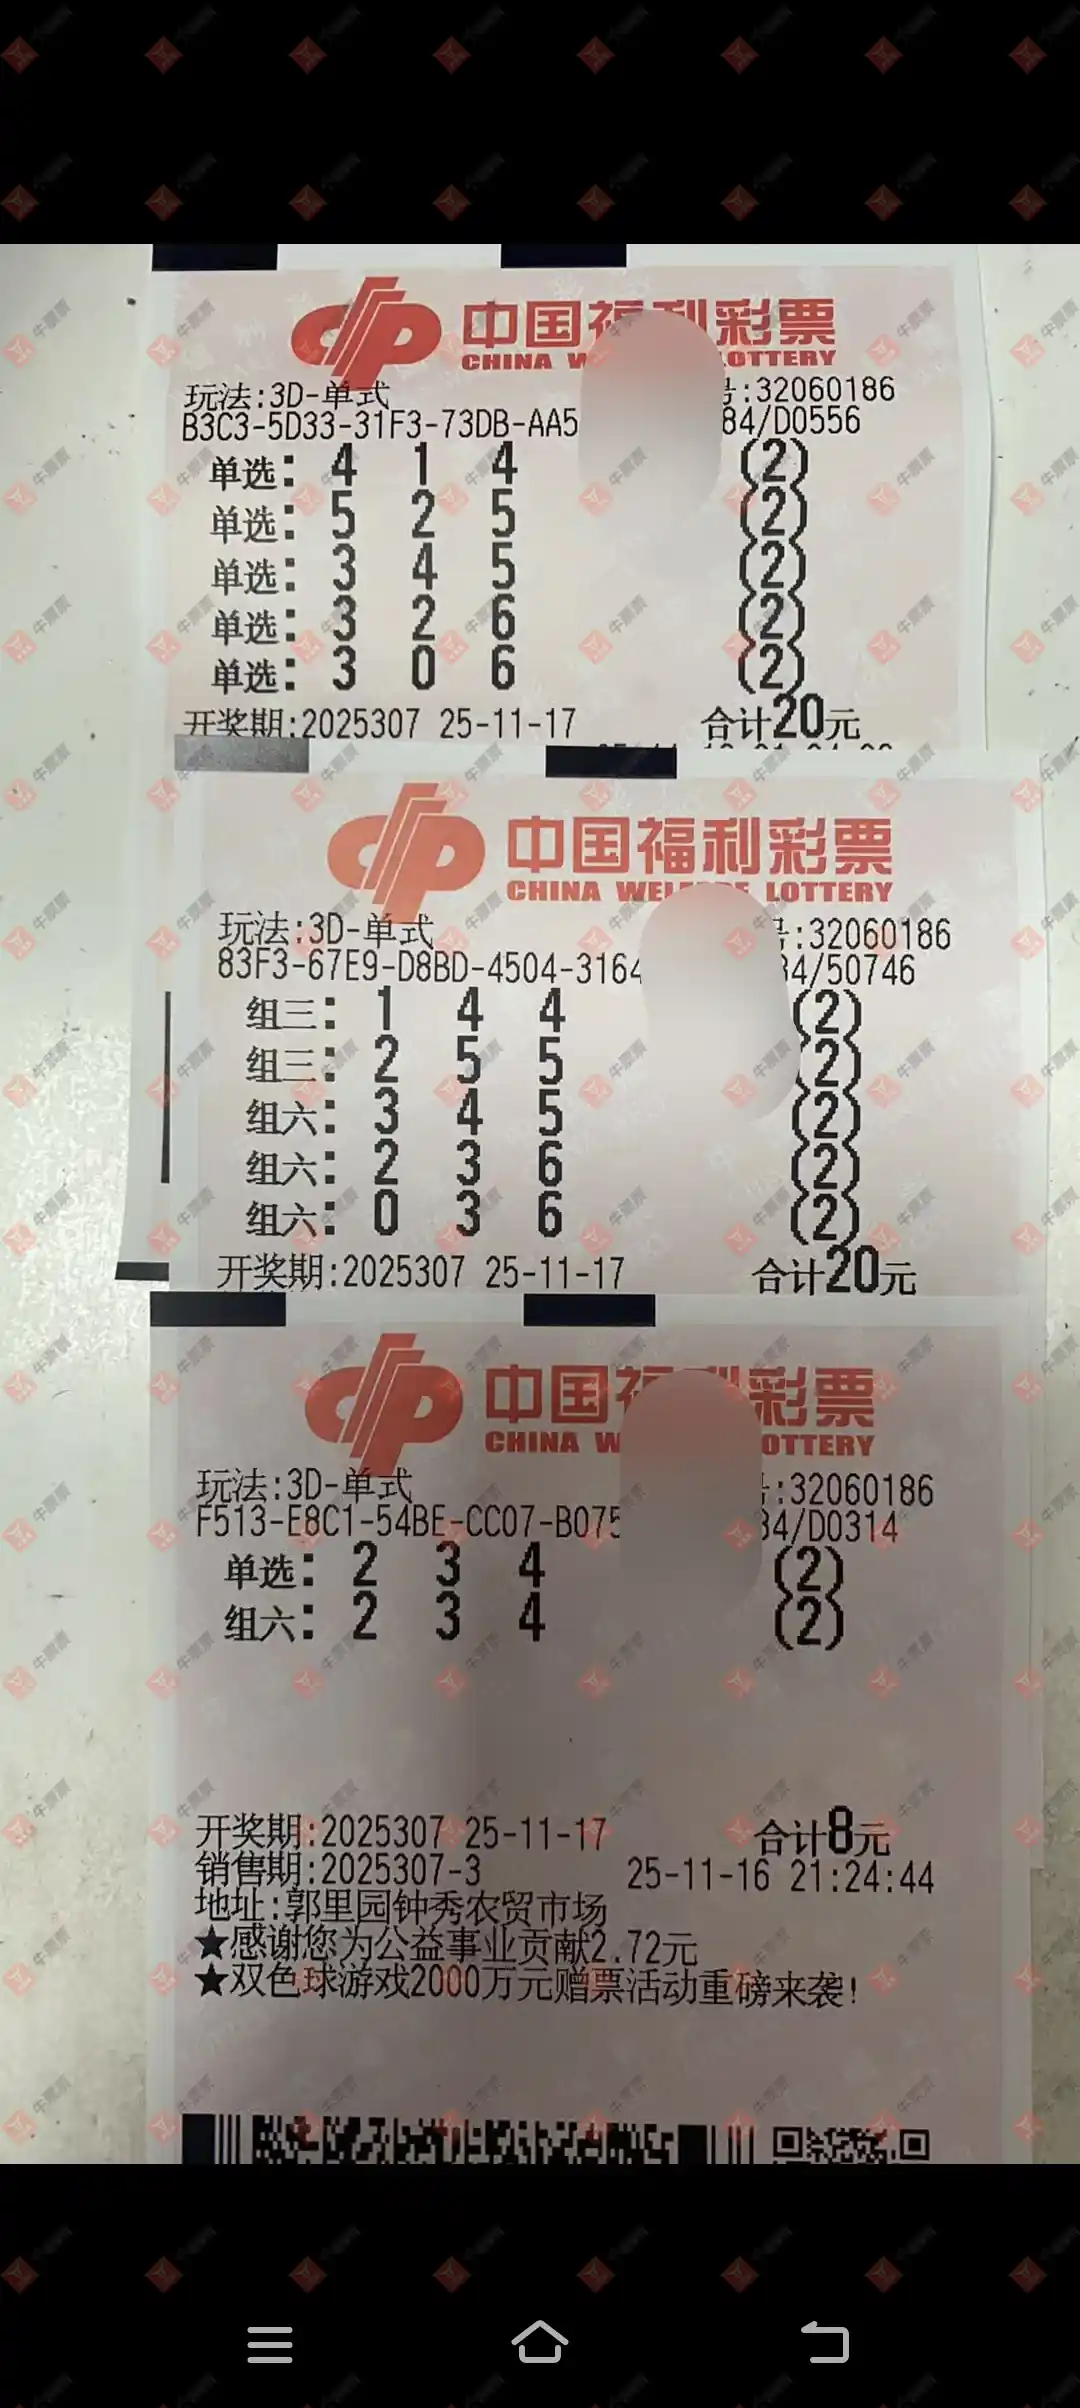 中国福利彩票
CHINA W LOTTERY
玩法:3D-单式 号:32060186
B3C3-5D33-31F3-73DB-AA5 84/D0556
单选: 4 1 4 (2)
单选: 5 2 5 (2)
单选: 3 4 5 (2)
单选: 3 2 6 (2)
单选: 3 0 6 (2)
开奖期:2025307 25-11-17 合计20元
中国福利彩票
CHINA WELFARE LOTTERY
玩法:3D-单式 号:32060186
83F3-67E9-D8BD-4504-3164 84/50746
组三: 1 4 4 (2)
组三: 2 5 5 (2)
组六: 3 4 5 (2)
组六: 2 3 6 (2)
组六: 0 3 6 (2)
开奖期:2025307 25-11-17 合计20元
中国福利彩票
CHINA W OTTERY
玩法:3D-单式 :32060186
F513-E8C1-54BE-CC07-B075 84/D0314
单选: 2 3 4 (2)
组六: 2 3 4 (2)
开奖期:2025307 25-11-17 合计8元
销售期:2025307-3 25-11-16 21:24:44
地址:郭里园钟秀农贸市场
★感谢您为公益事业贡献2.72元
★双色球游戏2000万元赠票活动重磅来袭!
牛票票